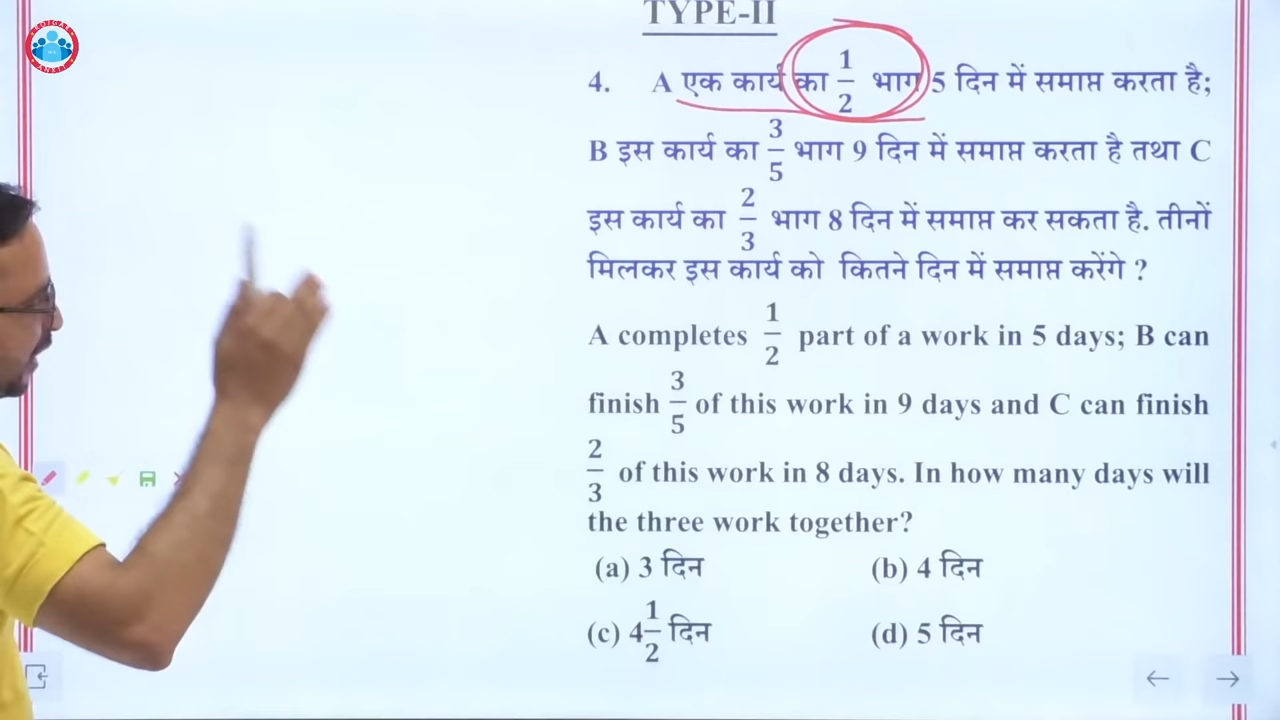 ROJGAR
ANKIT
TYPE-II
4. A एक कार्य का 1/2 भाग 5 दिन में समाप्त करता है;
B इस कार्य का 3/5 भाग 9 दिन में समाप्त करता है तथा C
इस कार्य का 2/3 भाग 8 दिन में समाप्त कर सकता है. तीनों
मिलकर इस कार्य को कितने दिन में समाप्त करेंगे ?
A completes 1/2 part of a work in 5 days; B can
finish 3/5 of this work in 9 days and C can finish
2/3 of this work in 8 days. In how many days will
the three work together?
(a) 3 दिन (b) 4 दिन
(c) 4 1/2 दिन (d) 5 दिन